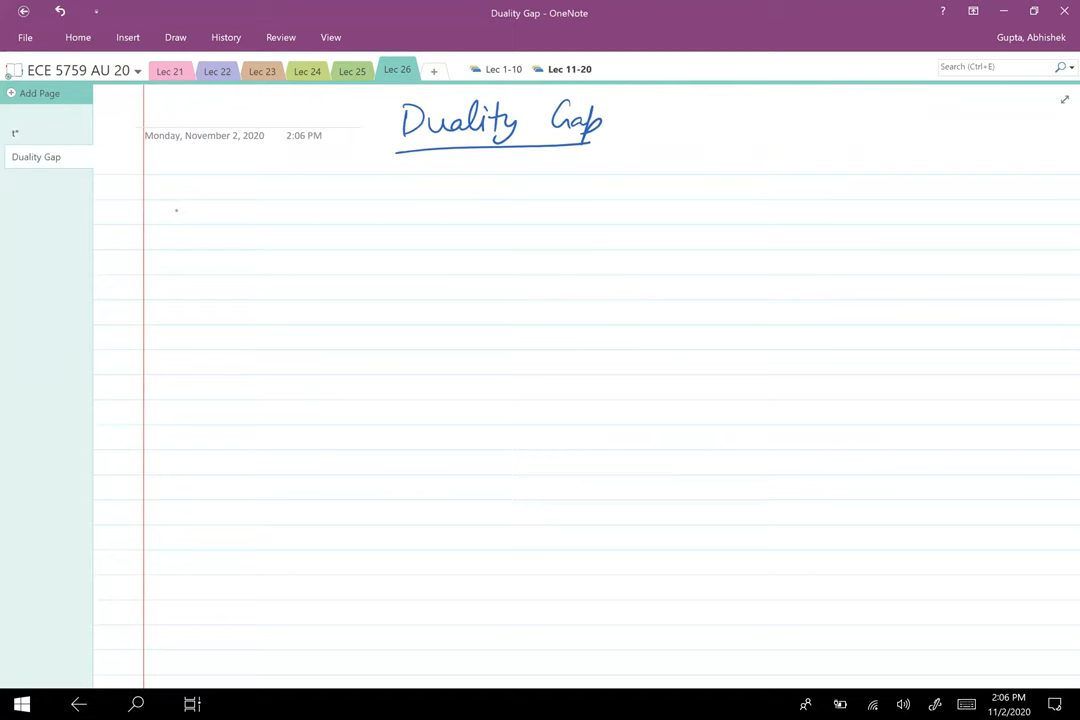 Duality Gap - OneNote
?
File Home Insert Draw History Review View
Gupta, Abhishek
ECE 5759 AU 20
Lec 21 Lec 22 Lec 23 Lec 24 Lec 25 Lec 26 + Lec 1-10 Lec 11-20
Search (Ctrl+E)
Add Page
t*
Duality Gap
Duality Gap
Monday, November 2, 2020 2:06 PM
2:06 PM
11/2/2020